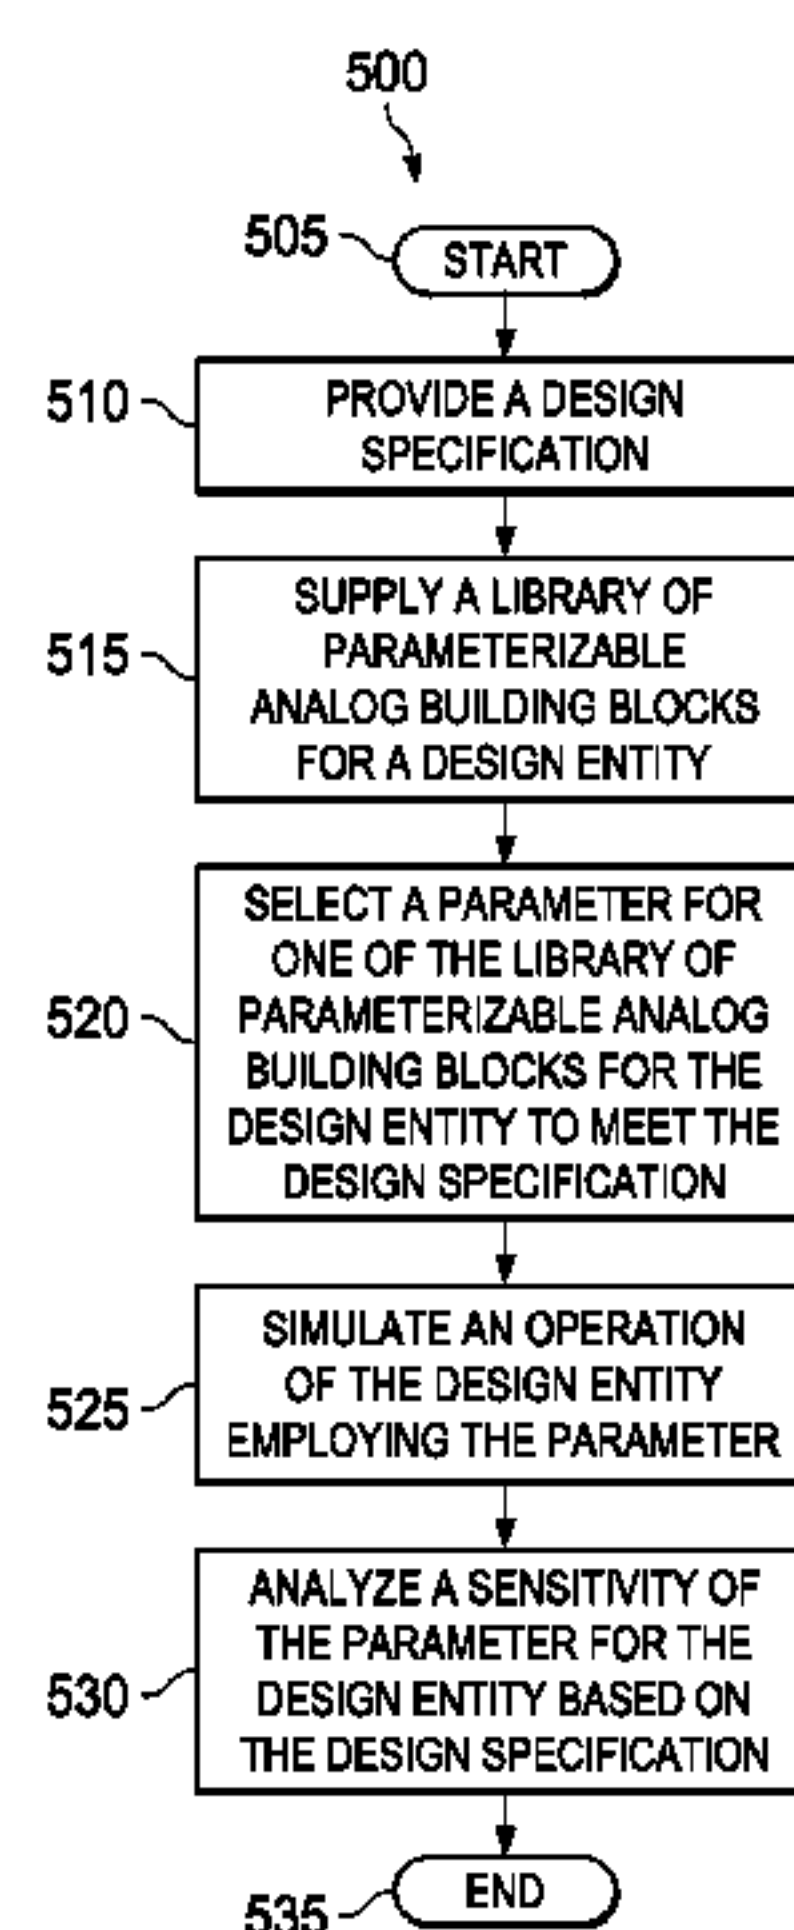 500
505
START
510
PROVIDE A DESIGN
SPECIFICATION
515
SUPPLY A LIBRARY OF
PARAMETERIZABLE
ANALOG BUILDING BLOCKS
FOR A DESIGN ENTITY
520
SELECT A PARAMETER FOR
ONE OF THE LIBRARY OF
PARAMETERIZABLE ANALOG
BUILDING BLOCKS FOR THE
DESIGN ENTITY TO MEET THE
DESIGN SPECIFICATION
525
SIMULATE AN OPERATION
OF THE DESIGN ENTITY
EMPLOYING THE PARAMETER
530
ANALYZE A SENSITIVITY OF
THE PARAMETER FOR THE
DESIGN ENTITY BASED ON
THE DESIGN SPECIFICATION
535
END